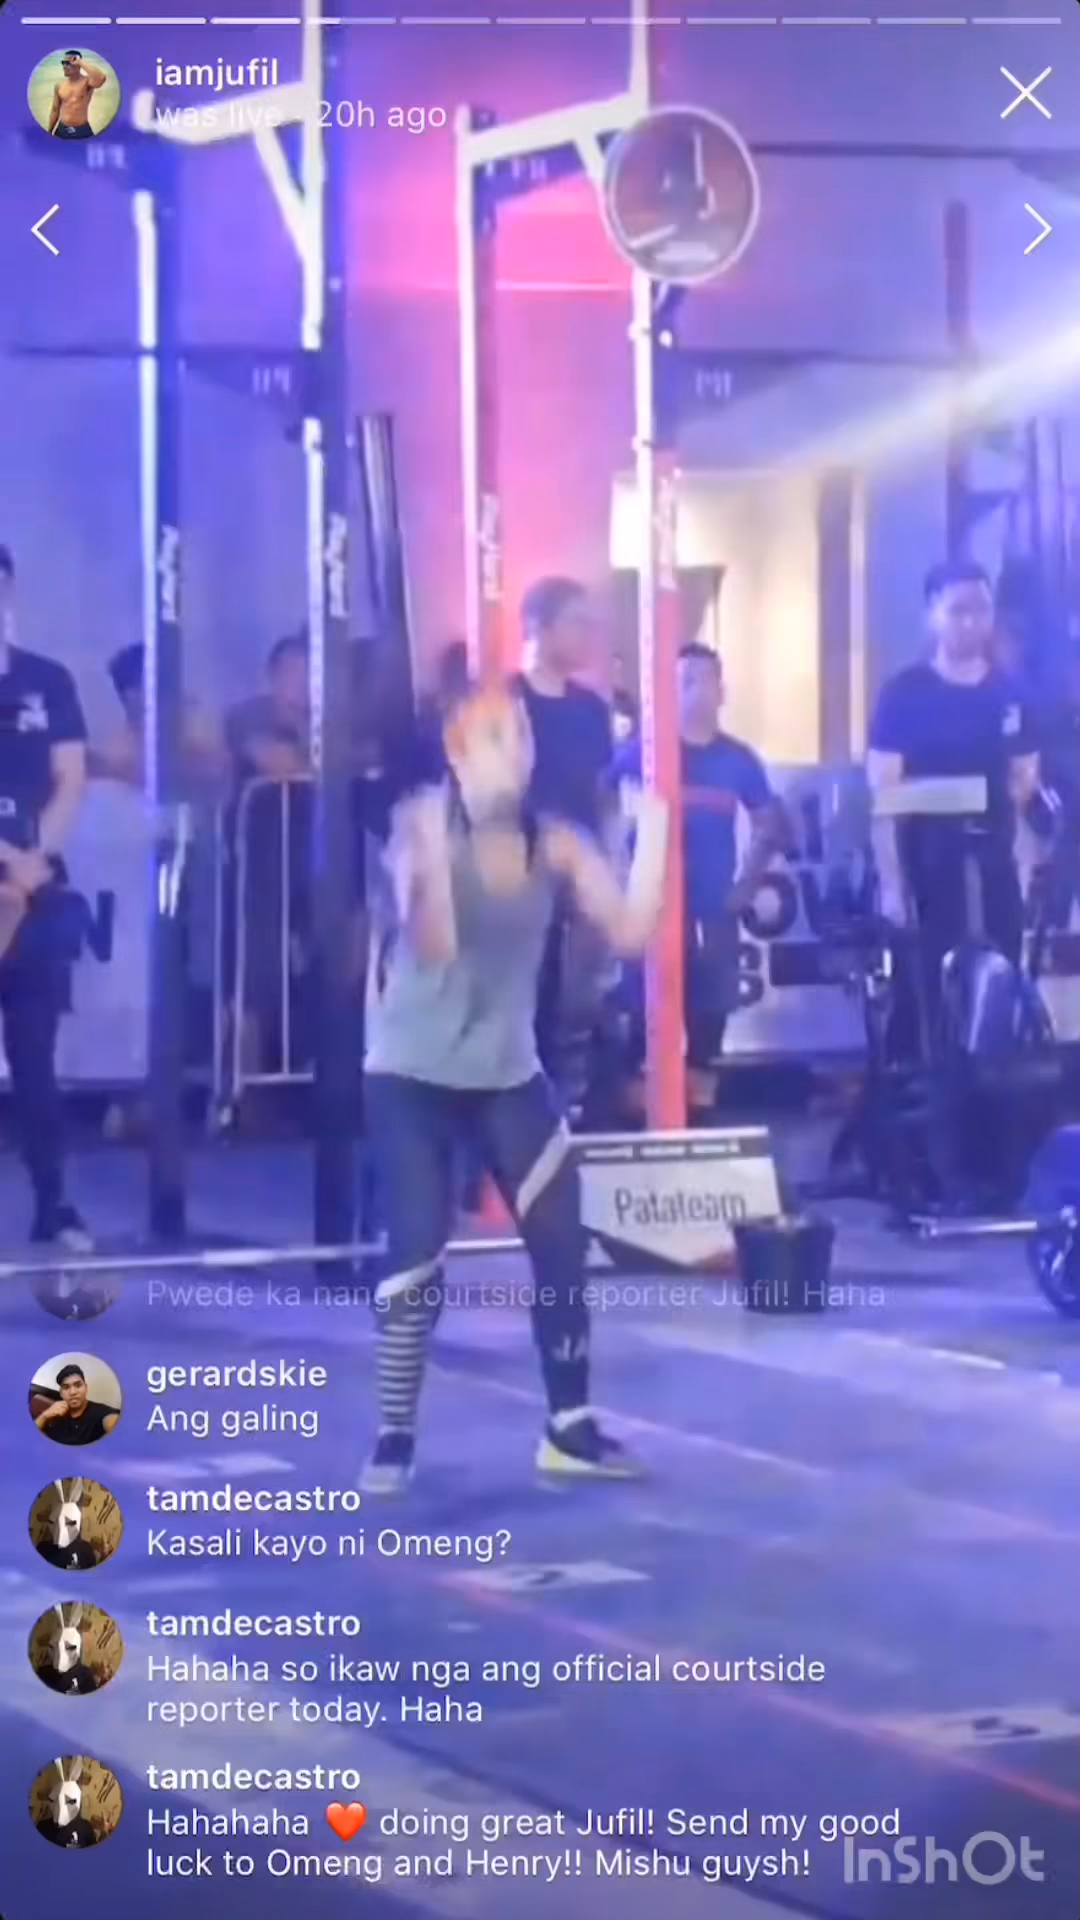 iamjufil
was live · 20h ago
Patateam
Pwede ka nang courtside reporter Jufil! Haha
gerardskie
Ang galing
tamdecastro
Kasali kayo ni Omeng?
tamdecastro
Hahaha so ikaw nga ang official courtside
reporter today. Haha
tamdecastro
Hahahaha ❤️ doing great Jufil! Send my good
luck to Omeng and Henry!! Mishu guysh!
InShOt